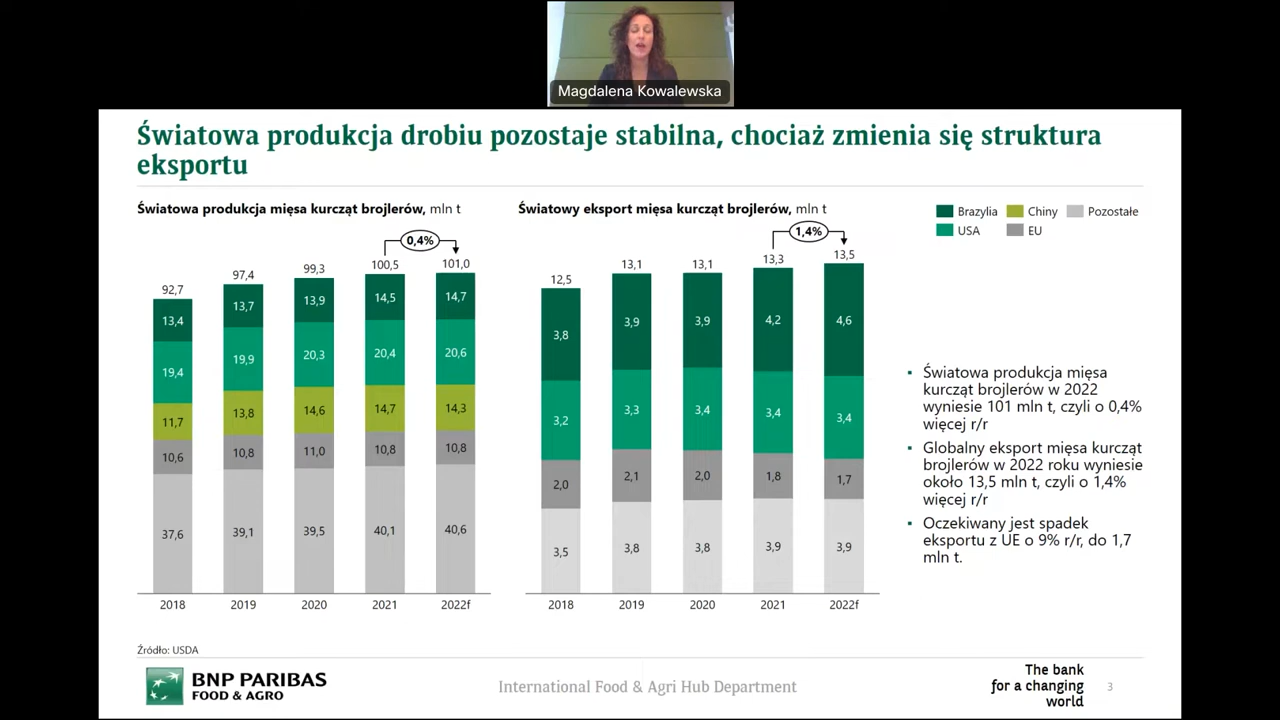 Magdalena Kowalewska
Światowa produkcja drobiu pozostaje stabilna, chociaż zmienia się struktura
eksportu
Światowa produkcja mięsa kurcząt brojlerów, mln t
0,4%
92,7 97,4 99,3 100,5 101,0
13,4 13,7 13,9 14,5 14,7
19,4 19,9 20,3 20,4 20,6
11,7 13,8 14,6 14,7 14,3
10,6 10,8 11,0 10,8 10,8
37,6 39,1 39,5 40,1 40,6
2018 2019 2020 2021 2022f
Światowy eksport mięsa kurcząt brojlerów, mln t
1,4%
12,5 13,1 13,1 13,3 13,5
3,8 3,9 3,9 4,2 4,6
3,2 3,3 3,4 3,4 3,4
2,0 2,1 2,0 1,8 1,7
3,5 3,8 3,8 3,9 3,9
2018 2019 2020 2021 2022f
Brazylia Chiny Pozostałe
USA EU
▪ Światowa produkcja mięsa
kurcząt brojlerów w 2022
wyniesie 101 mln t, czyli o 0,4%
więcej r/r
▪ Globalny eksport mięsa kurcząt
brojlerów w 2022 roku wyniesie
około 13,5 mln t, czyli o 1,4%
więcej r/r
▪ Oczekiwany jest spadek
eksportu z UE o 9% r/r, do 1,7
mln t.
Źródło: USDA
BNP PARIBAS
FOOD & AGRO
International Food & Agri Hub Department
The bank
for a changing
world
3